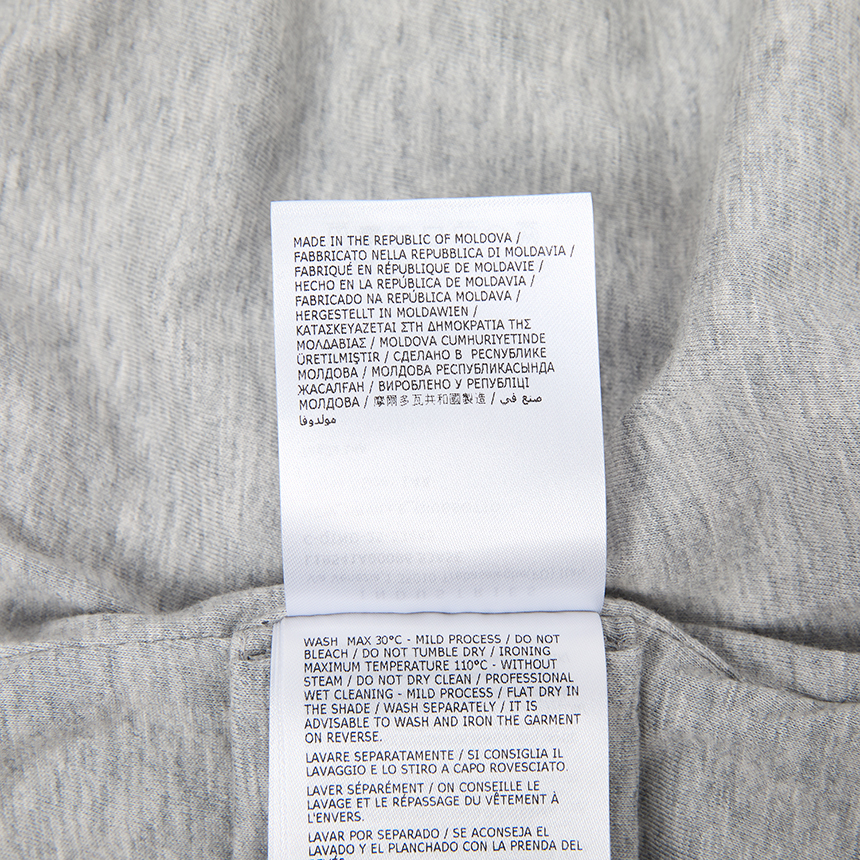 MADE IN THE REPUBLIC OF MOLDOVA /
FABBRICATO NELLA REPUBBLICA DI MOLDAVIA /
FABRIQUÉ EN RÉPUBLIQUE DE MOLDAVIE /
HECHO EN LA REPÚBLICA DE MOLDAVIA /
FABRICADO NA REPÚBLICA MOLDAVA /
HERGESTELLT IN MOLDAWIEN /
ΚΑΤΑΣΚΕΥΑΖΕΤΑΙ ΣΤΗ ΔΗΜΟΚΡΑΤΙΑ ΤΗΣ
ΜΟΛΔΑΒΙΑΣ / MOLDOVA CUMHURIYETINDE
ÜRETILMIŞTIR / СДЕЛАНО В РЕСПУБЛИКЕ
МОЛДОВА / МОЛДОВА РЕСПУБЛИКАСЫНДА
ЖАСАЛҒАН / ВИРОБЛЕНО У РЕПУБЛІЦІ
МОЛДОВА / 摩爾多瓦共和國製造 / صنع في
مولدوفا
WASH MAX 30°C - MILD PROCESS / DO NOT
BLEACH / DO NOT TUMBLE DRY / IRONING
MAXIMUM TEMPERATURE 110°C - WITHOUT
STEAM / DO NOT DRY CLEAN / PROFESSIONAL
WET CLEANING - MILD PROCESS / FLAT DRY IN
THE SHADE / WASH SEPARATELY / IT IS
ADVISABLE TO WASH AND IRON THE GARMENT
ON REVERSE.
LAVARE SEPARATAMENTE / SI CONSIGLIA IL
LAVAGGIO E LO STIRO A CAPO ROVESCIATO.
LAVER SÉPARÉMENT / ON CONSEILLE LE
LAVAGE ET LE RÉPASSAGE DU VÊTEMENT À
L'ENVERS.
LAVAR POR SEPARADO / SE ACONSEJA EL
LAVADO Y EL PLANCHADO CON LA PRENDA DEL